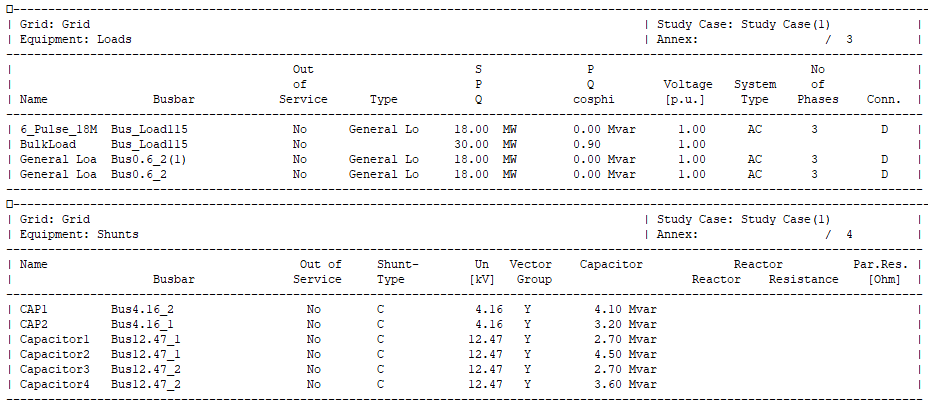 | Grid: Grid | Study Case: Study Case(1) |
| Equipment: Loads | Annex: / 3 |
| Out S P No |
| of P Q Voltage System of |
| Name Busbar Service Type Q cosphi [p.u.] Type Phases Conn. |
| 6_Pulse_18M Bus_Load115 No General Lo 18.00 MW 0.00 Mvar 1.00 AC 3 D |
| BulkLoad Bus_Load115 No 30.00 MW 0.90 1.00 |
| General Loa Bus0.6_2(1) No General Lo 18.00 MW 0.00 Mvar 1.00 AC 3 D |
| General Loa Bus0.6_2 No General Lo 18.00 MW 0.00 Mvar 1.00 AC 3 D |
| Grid: Grid | Study Case: Study Case(1) |
| Equipment: Shunts | Annex: / 4 |
| Name Out of Shunt- Un Vector Capacitor Reactor Par.Res. |
| Busbar Service Type [kV] Group Reactor Resistance [Ohm] |
| CAP1 Bus4.16_2 No C 4.16 Y 4.10 Mvar |
| CAP2 Bus4.16_1 No C 4.16 Y 3.20 Mvar |
| Capacitor1 Bus12.47_1 No C 12.47 Y 2.70 Mvar |
| Capacitor2 Bus12.47_1 No C 12.47 Y 4.50 Mvar |
| Capacitor3 Bus12.47_2 No C 12.47 Y 2.70 Mvar |
| Capacitor4 Bus12.47_2 No C 12.47 Y 3.60 Mvar |